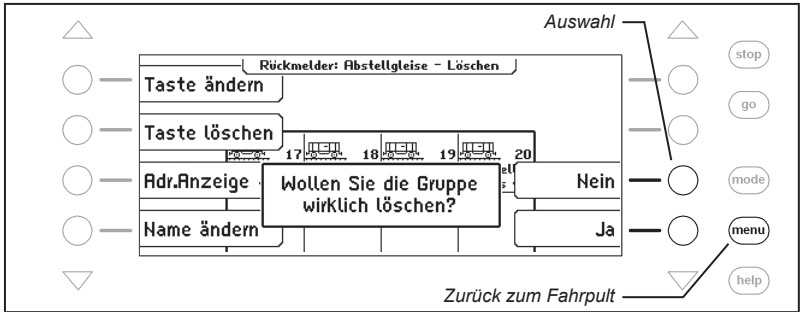 Auswahl
stop
Rückmelder: Abstellgleise - Löschen
Taste ändern
go
Taste löschen
17 18 19 20
Adr.Anzeige
Wollen Sie die Gruppe
wirklich löschen?
Nein
mode
Name ändern
Ja
menu
Zurück zum Fahrpult
help